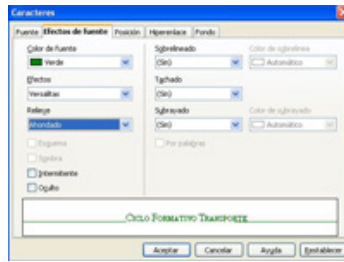 Caracteres
Fuente Efectos de fuente Posición Hiperenlace Fondo
Color de fuente Sobrelineado Color de sobrelínea
Verde (Sin) Automático
Efectos Tachado
Versalitas (Sin)
Relieve Subrayado Color de subrayado
Ahondado (Sin) Automático
Esquema Por palabras
Sombra
Intermitente
Oculto
Ciclo Formativo Transporte
Aceptar Cancelar Ayuda Restablecer